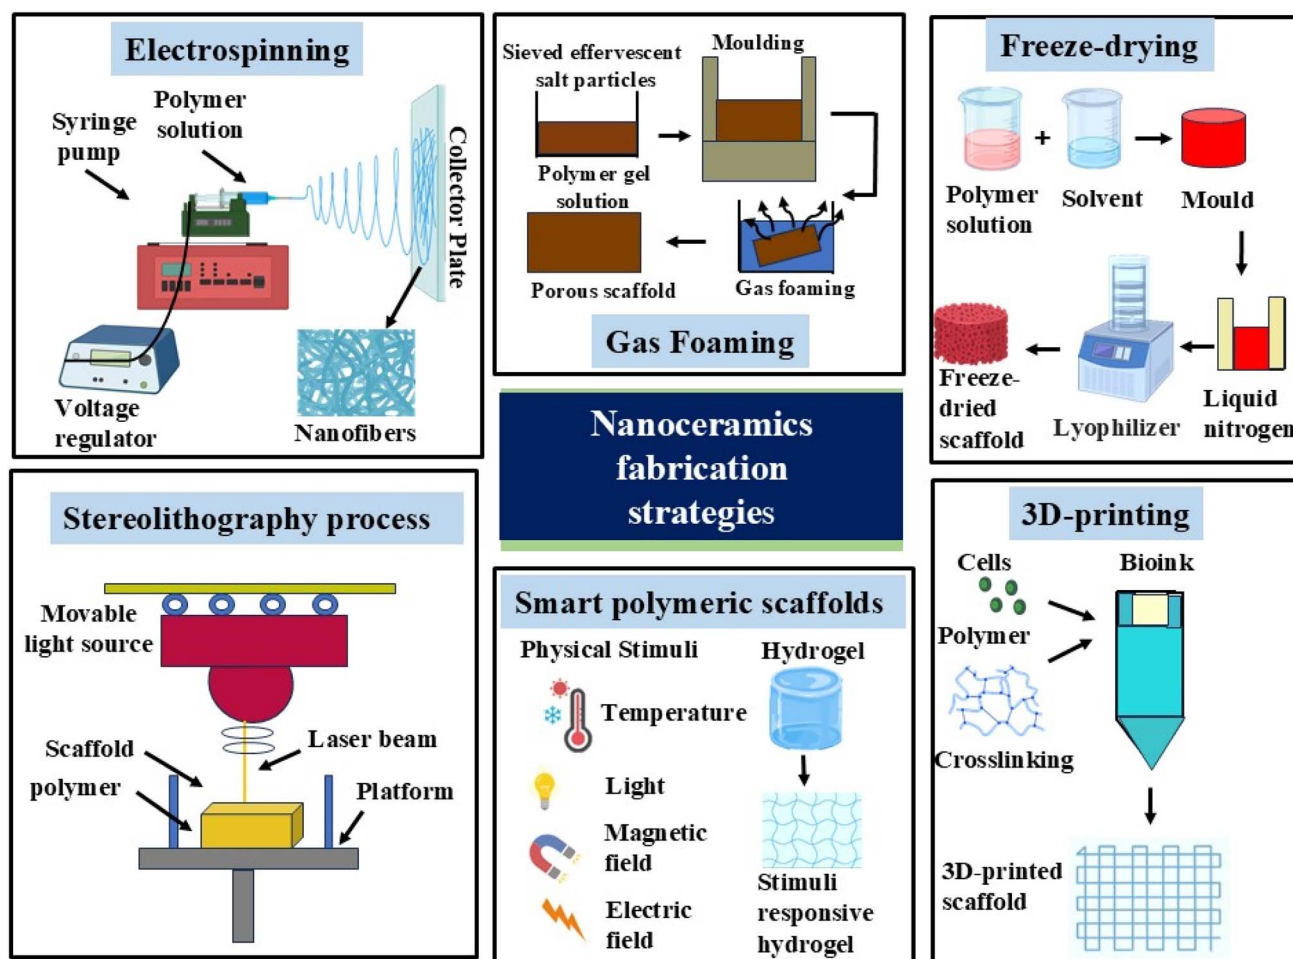 Electrospinning
Polymer
solution
Syringe
pump
Collector Plate
Voltage
regulator
Nanofibers
Sieved effervescent
salt particles
Moulding
Polymer gel
solution
Porous scaffold
Gas foaming
Gas Foaming
Freeze-drying
+
Polymer
solution
Solvent
Mould
Freeze-
dried
scaffold
Lyophilizer
Liquid
nitrogen
Nanoceramics
fabrication
strategies
Stereolithography process
Movable
light source
Scaffold
polymer
Laser beam
Platform
Smart polymeric scaffolds
Physical Stimuli
Temperature
Light
Magnetic
field
Electric
field
Hydrogel
Stimuli
responsive
hydrogel
3D-printing
Cells
Bioink
Polymer
Crosslinking
3D-printed
scaffold